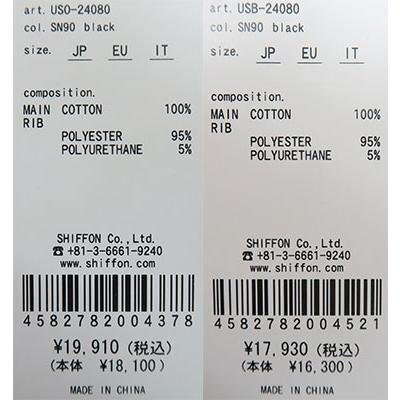 art. USO-24080
col. SN90 black
size. JP EU IT
composition.
MAIN COTTON 100%
RIB
POLYESTER 95%
POLYURETHANE 5%
SHIFFON Co., Ltd.
☎ +81-3-6661-9240
www.shiffon.com
4582782004378
¥19,910(税込)
(本体 ¥18,100)
MADE IN CHINA
art. USB-24080
col. SN90 black
size. JP EU IT
composition.
MAIN COTTON 100%
RIB
POLYESTER 95%
POLYURETHANE 5%
SHIFFON Co., Ltd.
☎ +81-3-6661-9240
www.shiffon.com
4582782004521
¥17,930(税込)
(本体 ¥16,300)
MADE IN CHINA